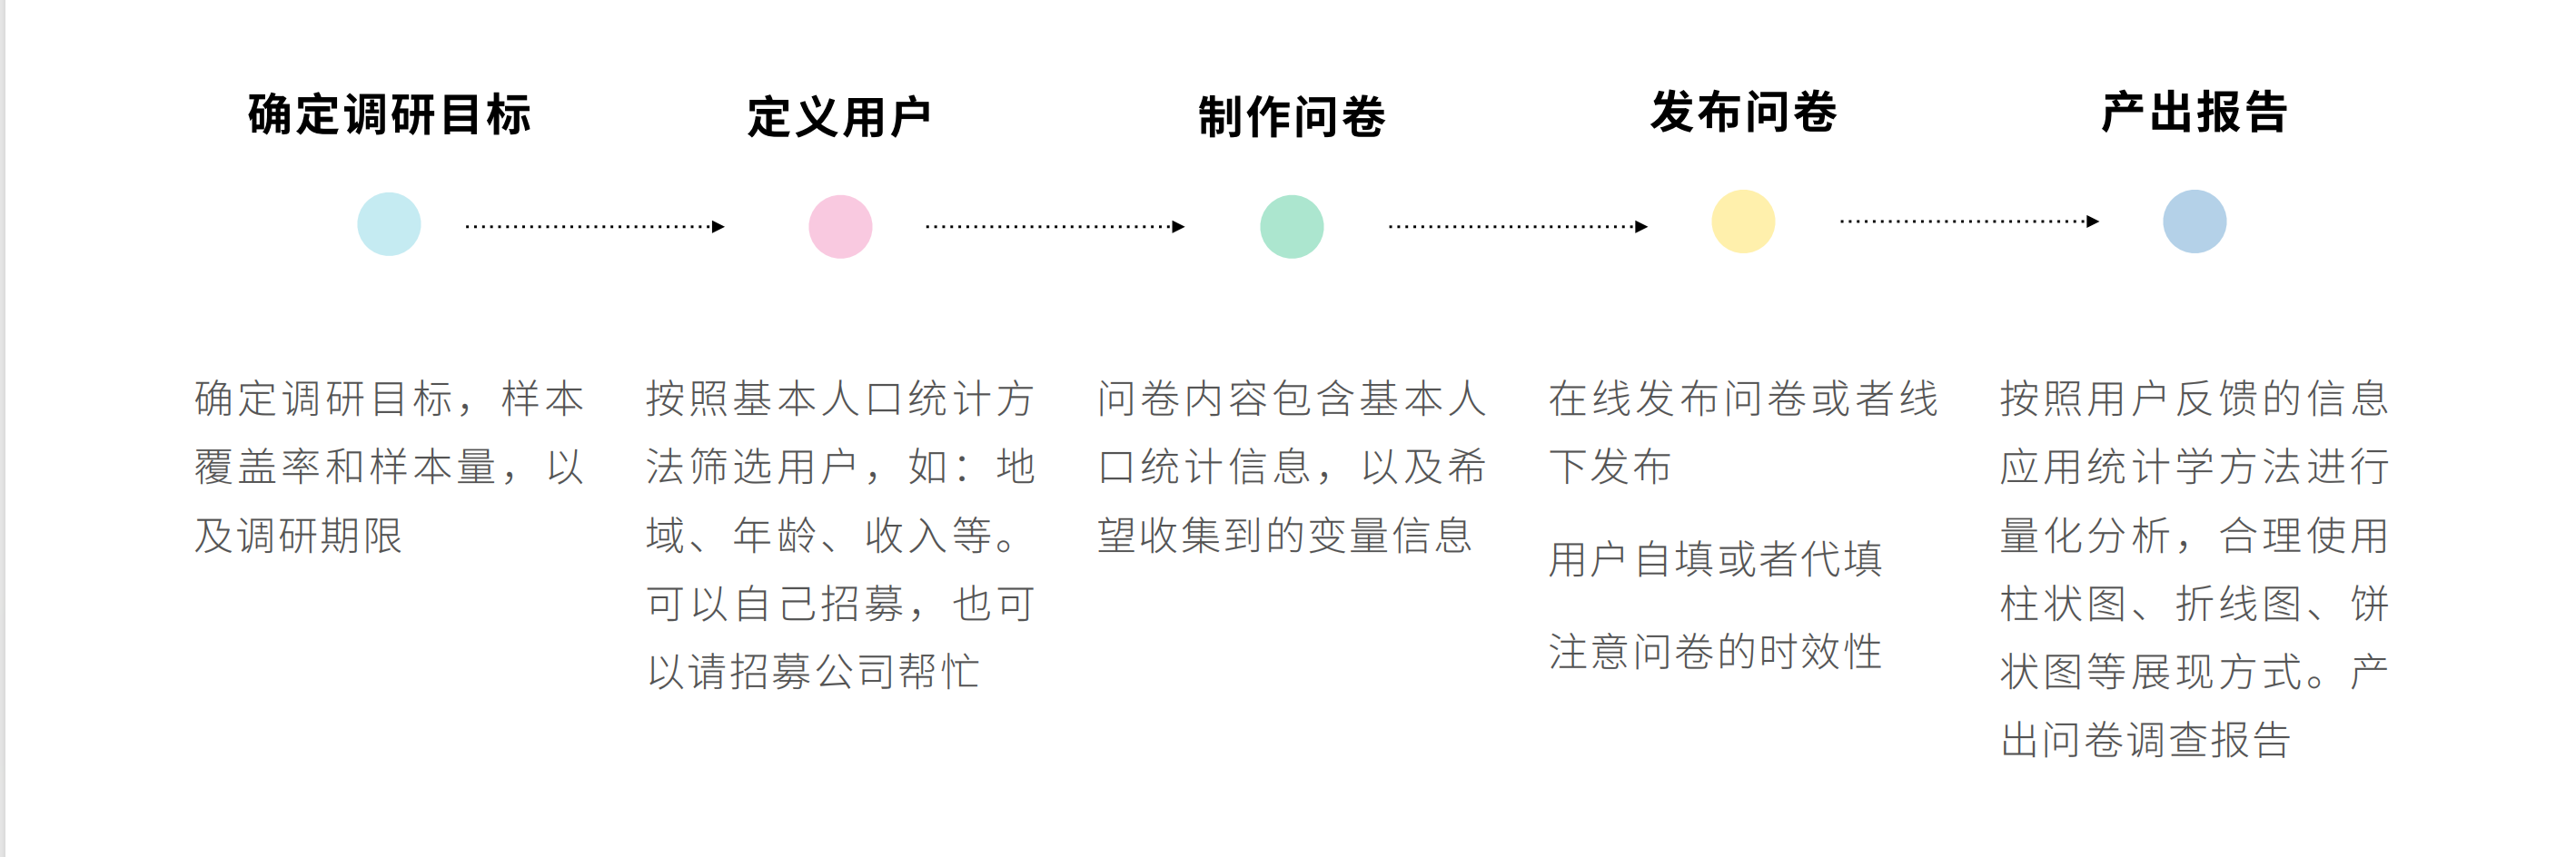 确定调研目标
定义用户
制作问卷
发布问卷
产出报告
确定调研目标，样本
覆盖率和样本量，以
及调研期限
按照基本人口统计方
法筛选用户，如：地
域、年龄、收入等。
可以自己招募，也可
以请招募公司帮忙
问卷内容包含基本人
口统计信息，以及希
望收集到的变量信息
在线发布问卷或者线
下发布
用户自填或者代填
注意问卷的时效性
按照用户反馈的信息
应用统计学方法进行
量化分析，合理使用
柱状图、折线图、饼
状图等展现方式。产
出问卷调查报告